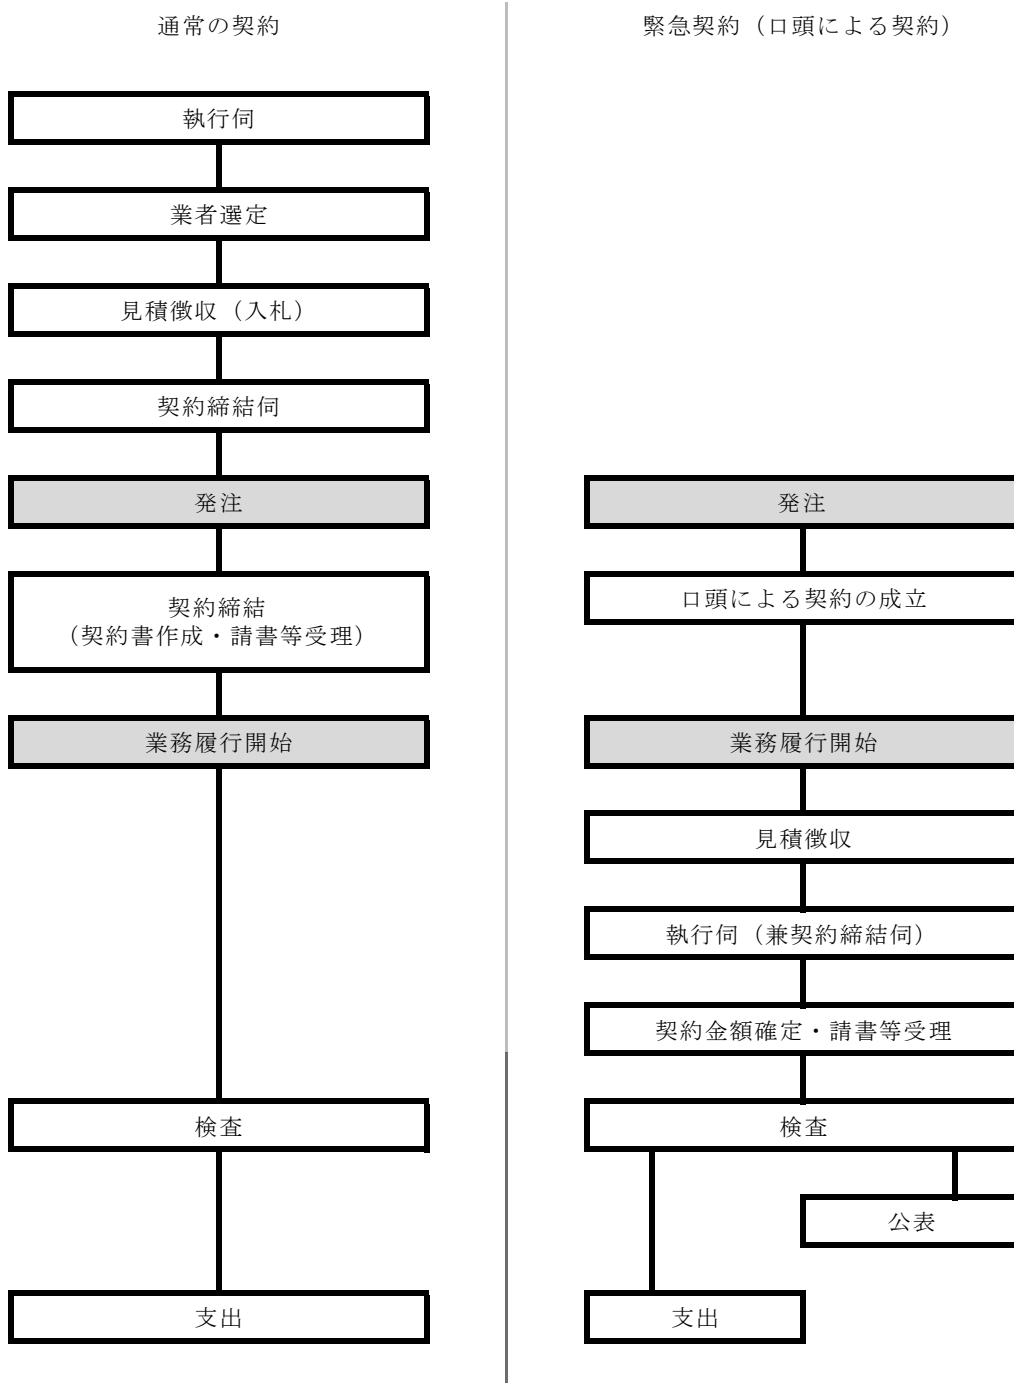 通常の契約
執行伺
業者選定
見積徴収（入札）
契約締結伺
発注
契約締結
（契約書作成・請書等受理）
業務履行開始
検査
支出
緊急契約（口頭による契約）
発注
口頭による契約の成立
業務履行開始
見積徴収
執行伺（兼契約締結伺）
契約金額確定・請書等受理
検査
公表
支出